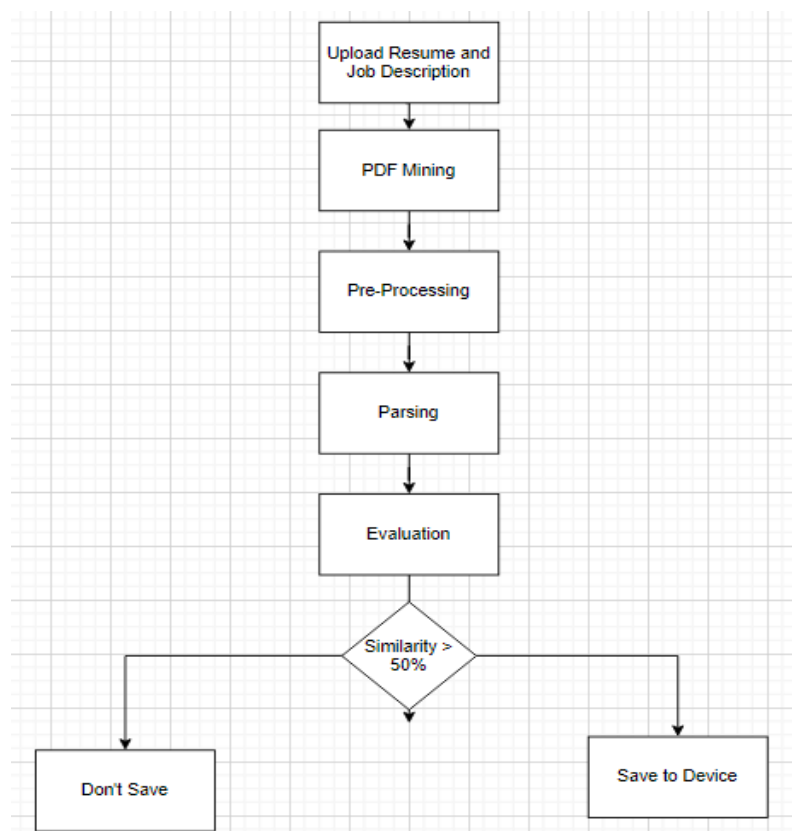 Upload Resume and
Job Description
PDF Mining
Pre-Processing
Parsing
Evaluation
Similarity >
50%
Don't Save
Save to Device